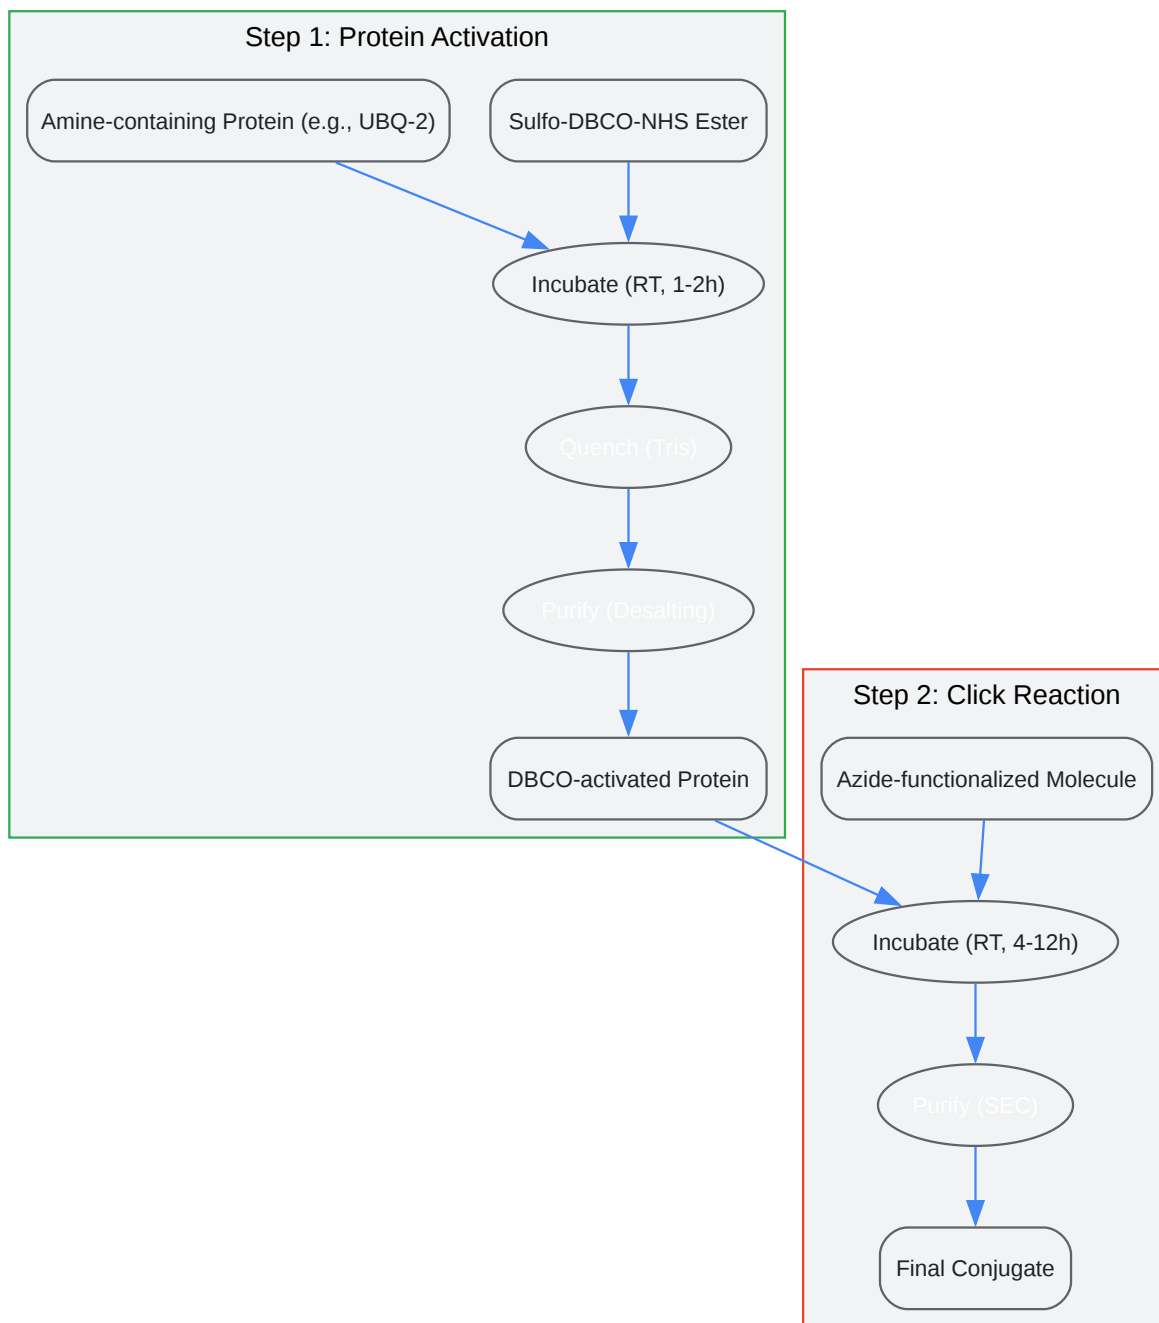 Step 1: Protein Activation
Amine-containing Protein (e.g., UBQ-2)
Sulfo-DBCO-NHS Ester
Incubate (RT, 1-2h)
Quench (Tris)
Purify (Desalting)
DBCO-activated Protein
Step 2: Click Reaction
Azide-functionalized Molecule
Incubate (RT, 4-12h)
Purify (SEC)
Final Conjugate